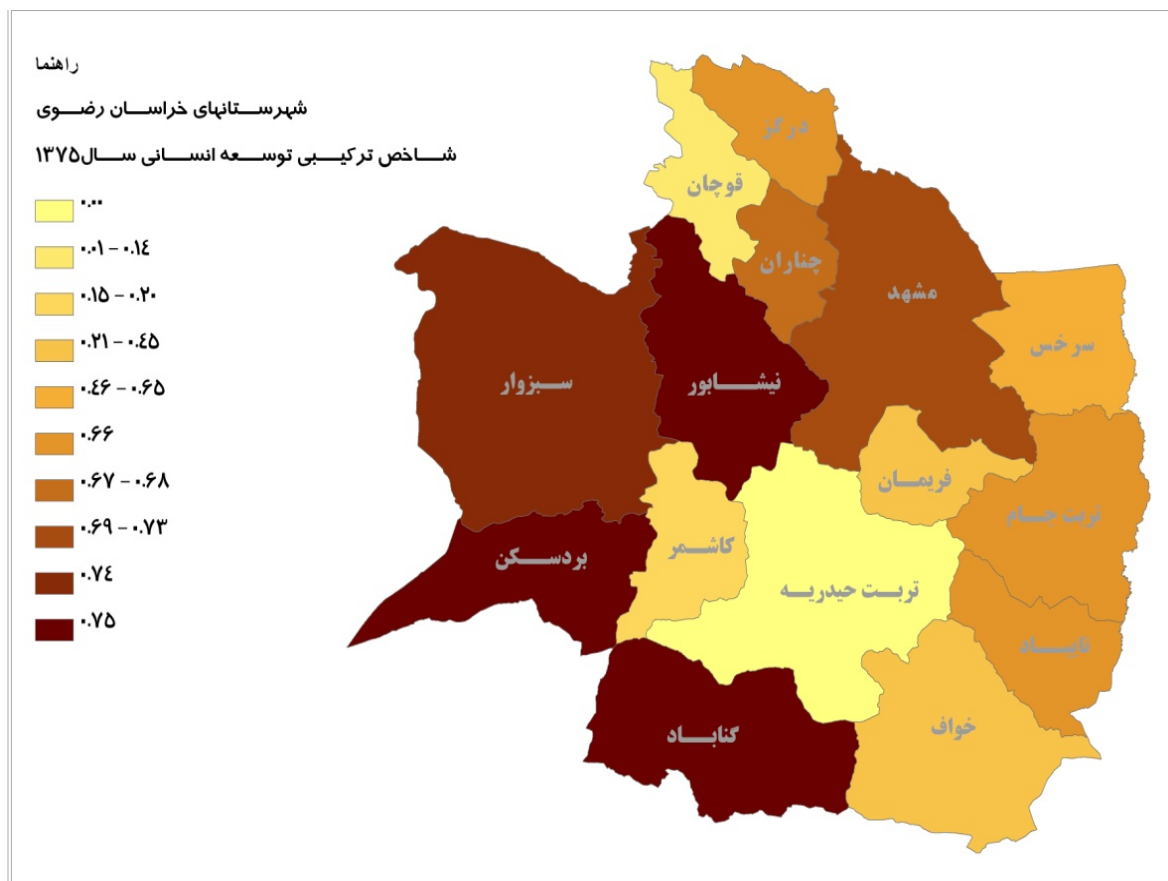 راهنما
شهرستانهای خراسان رضوی
شاخص ترکیبی توسعه انسانی سال۱۳۷۵
۰.۰۰
۰.۰۱ – ۰.۱۴
۰.۱۵ – ۰.۲۰
۰.۲۱ – ۰.۴۵
۰.۴۶ – ۰.۶۵
۰.۶۶
۰.۶۷ – ۰.۶۸
۰.۶۹ – ۰.۷۳
۰.۷۴
۰.۷۵
درگز
قوچان
چناران
مشهد
سرخس
نیشابور
سبزوار
فریمان
تربت جام
کاشمر
بردسکن
تربت حیدریه
تایباد
خواف
گناباد